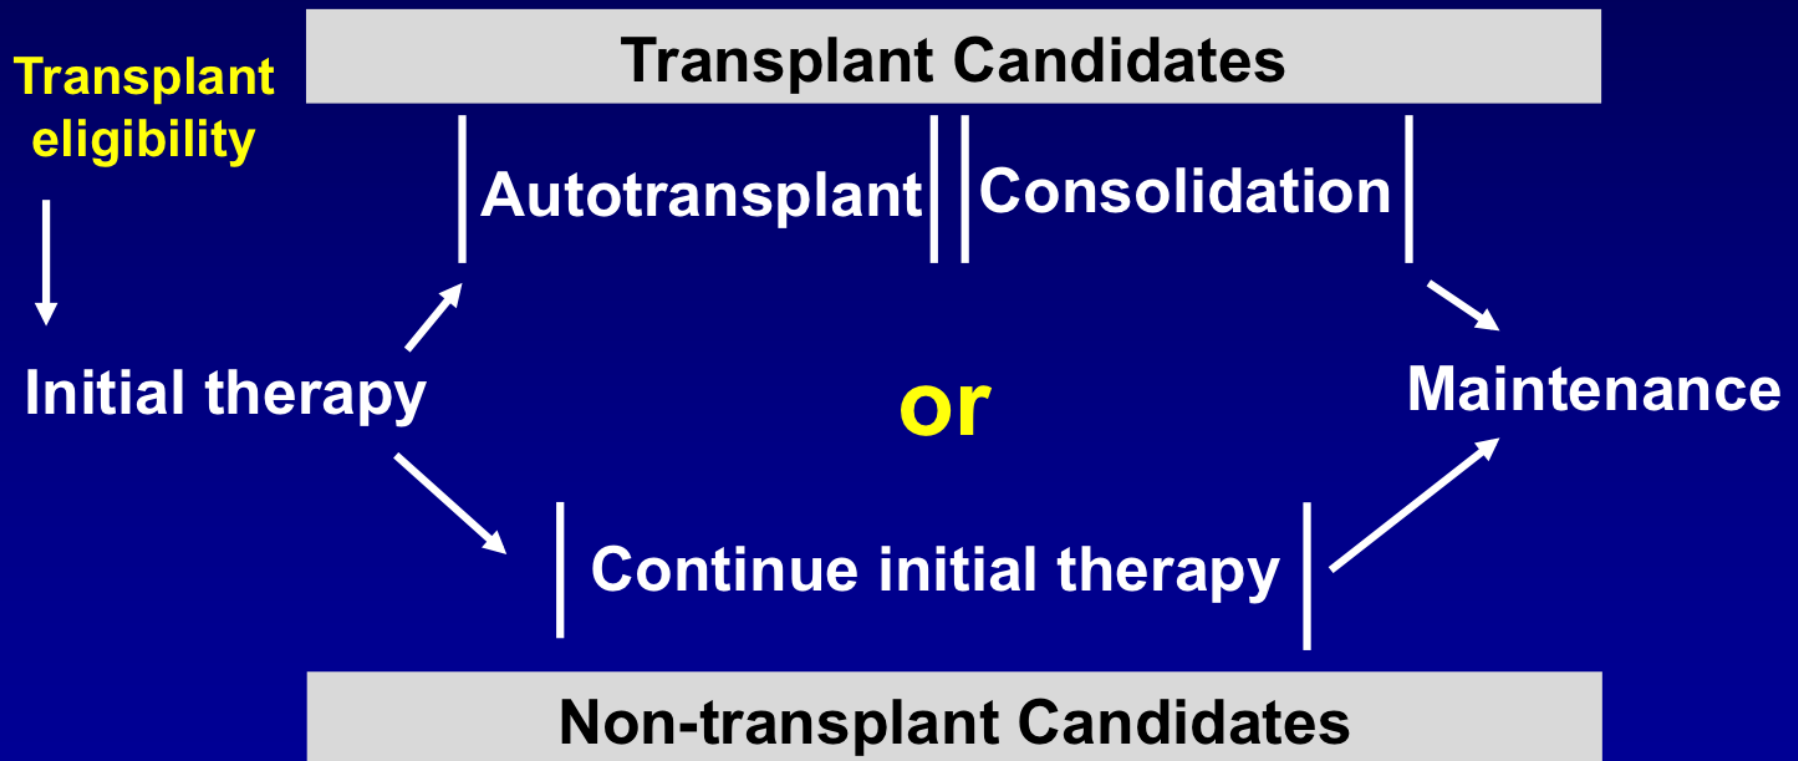 Transplant Candidates
Transplant
eligibility
Autotransplant
Consolidation
Initial therapy
or
Maintenance
Continue initial therapy
Non-transplant Candidates